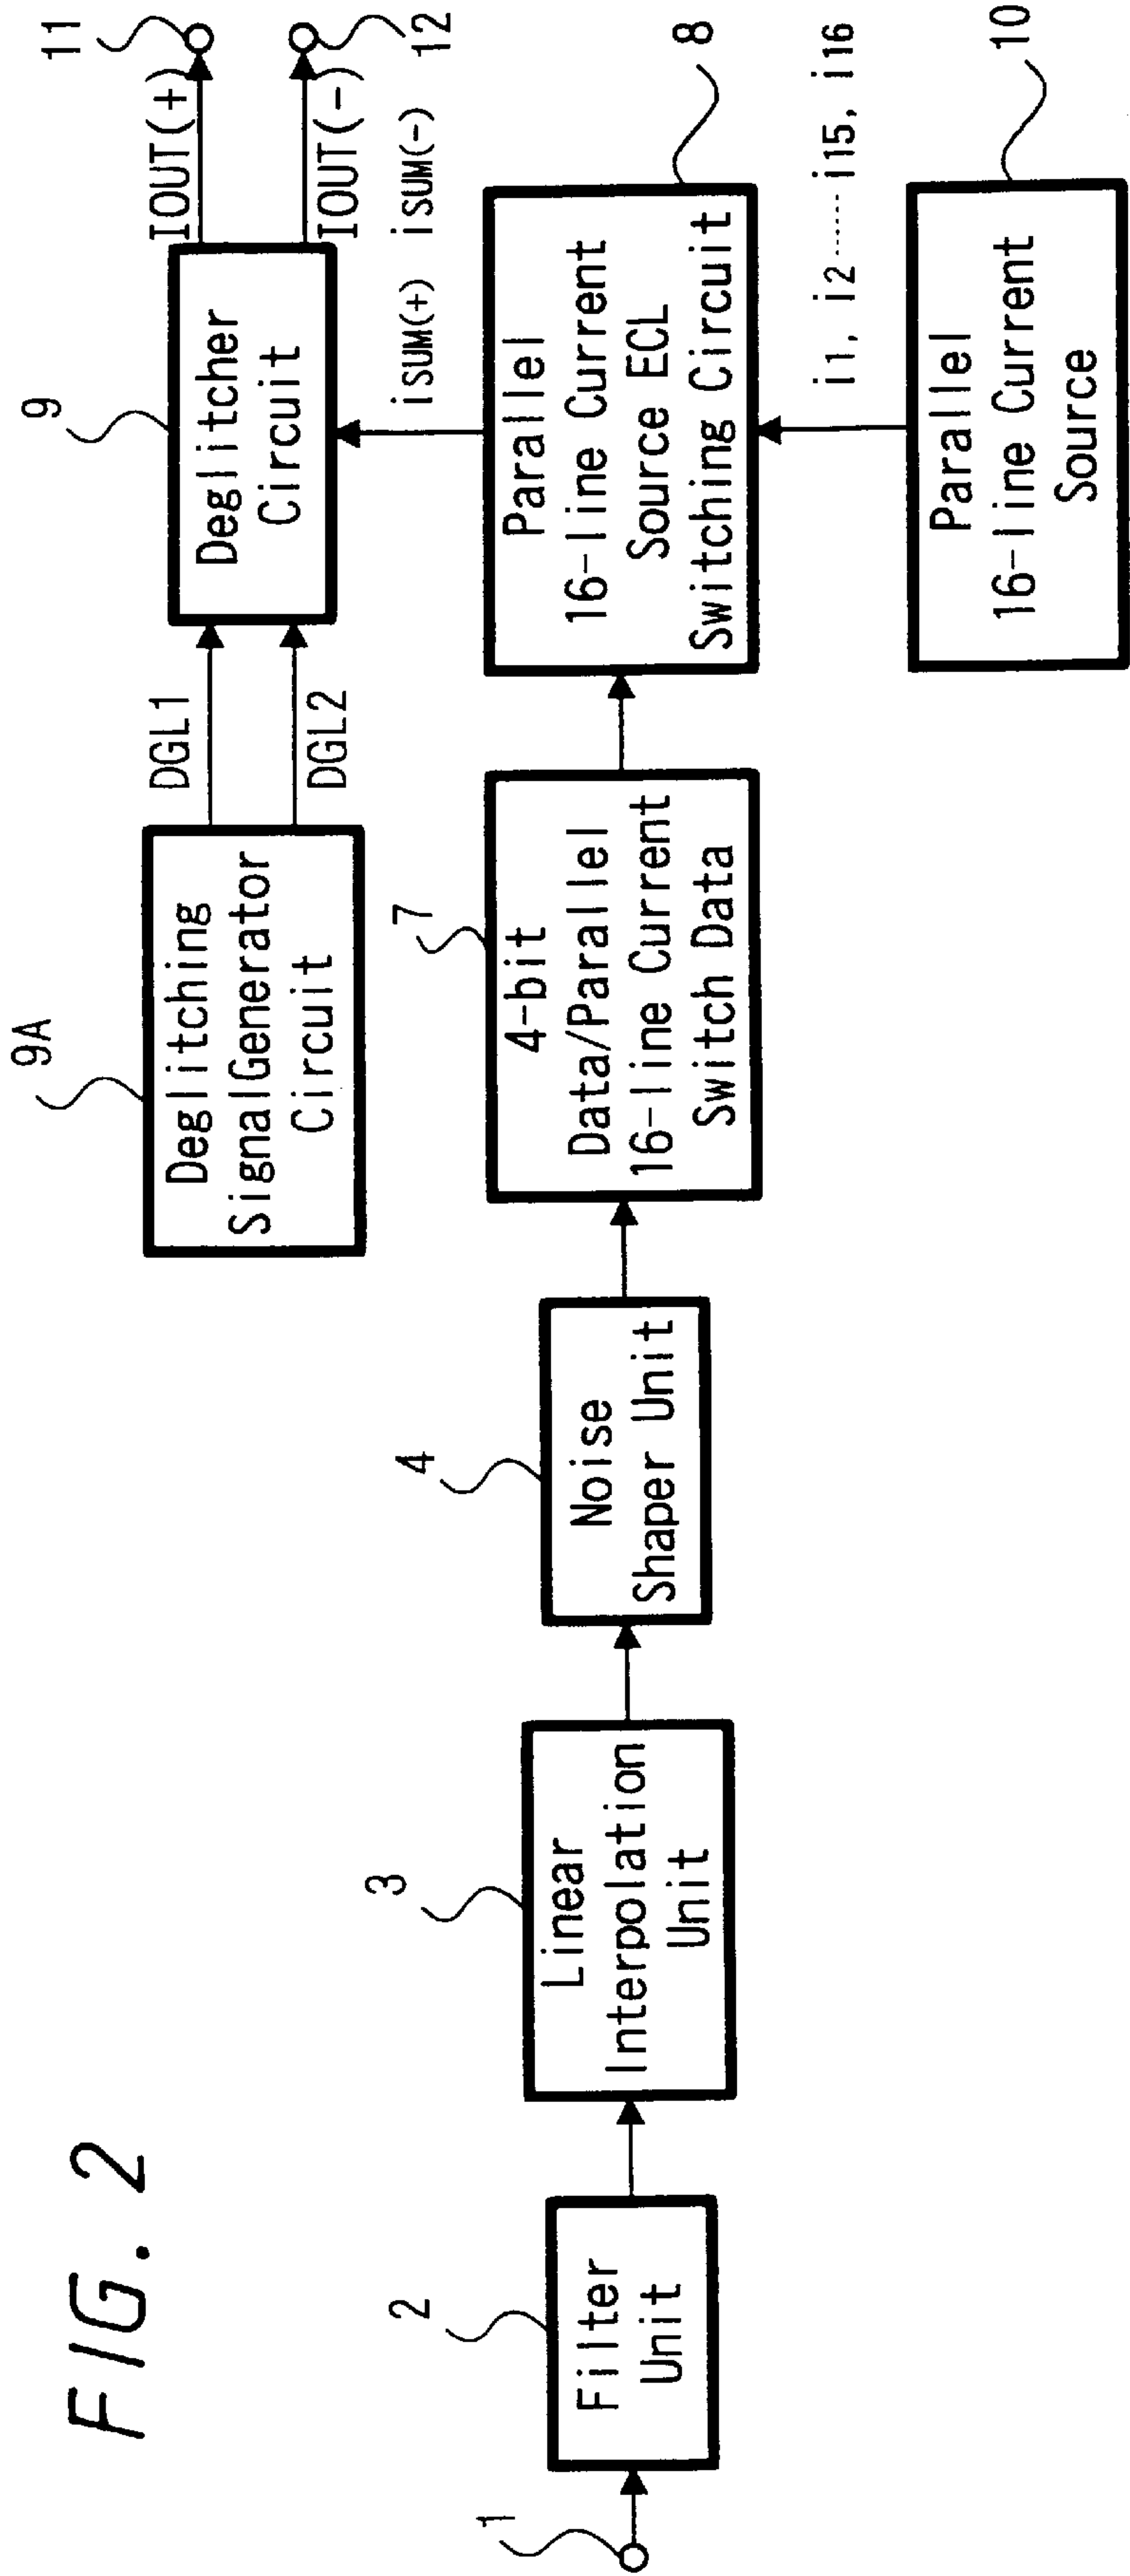 FIG. 2
1
2
Filter
Unit
3
Linear
Interpolation
Unit
4
Noise
Shaper Unit
7
4-bit
Data/Parallel
16-line Current
Switch Data
8
Parallel
16-line Current
Source ECL
Switching Circuit
10
Parallel
16-line Current
Source
i1, i2------i15, i16
9A
Deglitching
SignalGenerator
Circuit
DGL1
DGL2
9
Deglitcher
Circuit
iSUM(+) iSUM(-)
IOUT(+)
IOUT(-)
11
12